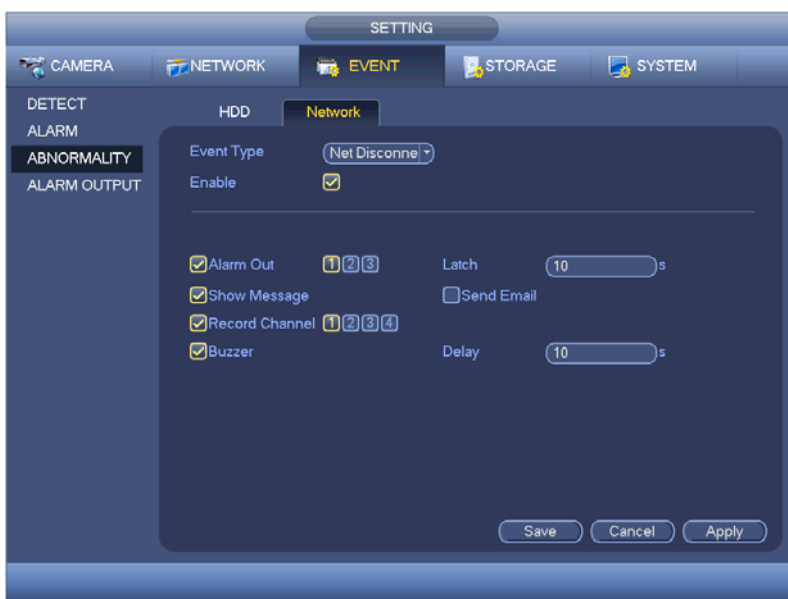 SETTING
CAMERA NETWORK EVENT STORAGE SYSTEM
DETECT
ALARM
ABNORMALITY
ALARM OUTPUT
HDD Network
Event Type Net Disconne
Enable
Alarm Out 1 2 3 Latch 10 s
Show Message Send Email
Record Channel 1 2 3 4
Buzzer Delay 10 s
Save Cancel Apply